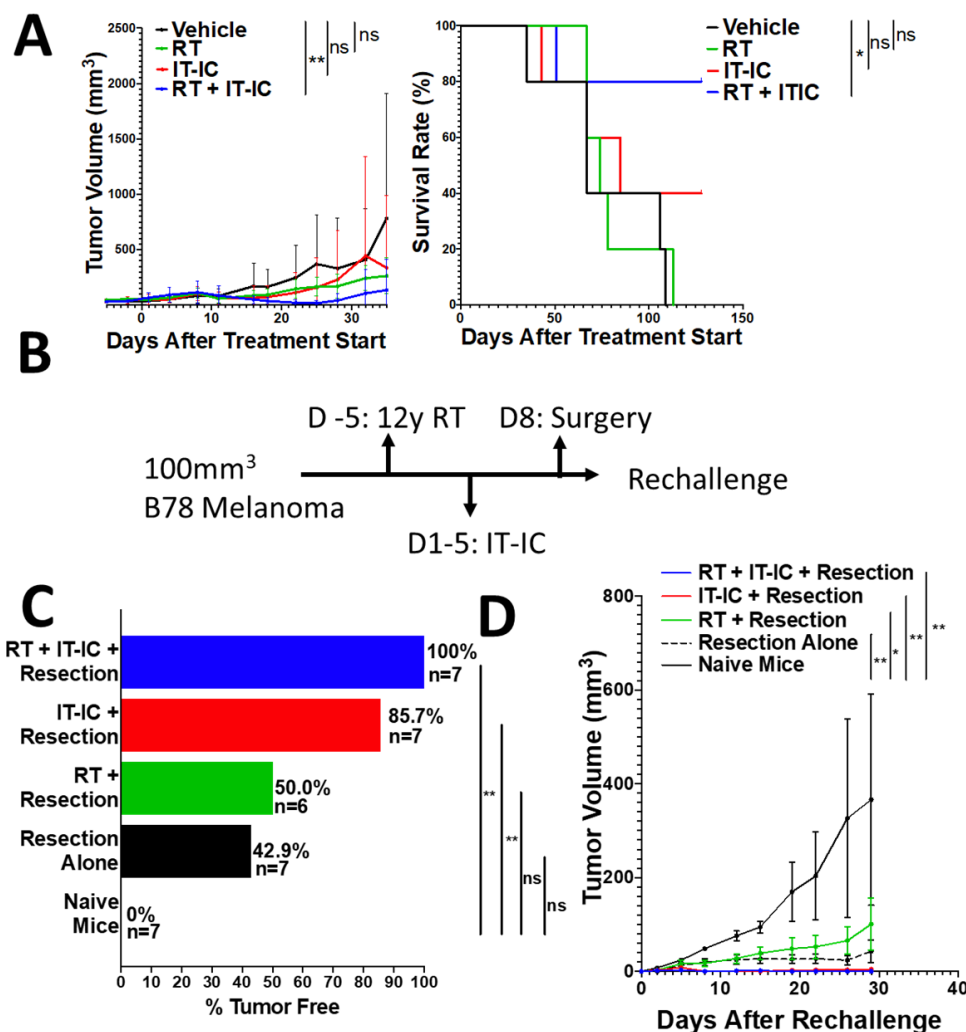 A
Vehicle
RT
IT-IC
RT + IT-IC
**
ns
ns
Tumor Volume (mm3)
2500
2000
1500
1000
500
0
10
20
30
Days After Treatment Start
Vehicle
RT
IT-IC
RT + ITIC
*
ns
ns
Survival Rate (%)
100
80
60
40
20
0
0
50
100
150
Days After Treatment Start
B
D -5: 12y RT
D8: Surgery
100mm3
B78 Melanoma
Rechallenge
D1-5: IT-IC
C
RT + IT-IC +
Resection
100%
n=7
IT-IC +
Resection
85.7%
n=7
RT +
Resection
50.0%
n=6
Resection
Alone
42.9%
n=7
Naive
Mice
0%
n=7
**
**
ns
ns
0 10 20 30 40 50 60 70 80 90 100
% Tumor Free
D
RT + IT-IC + Resection
IT-IC + Resection
RT + Resection
Resection Alone
Naive Mice
**
*
**
**
Tumor Volume (mm3)
800
600
400
200
0
0
10
20
30
40
Days After Rechallenge